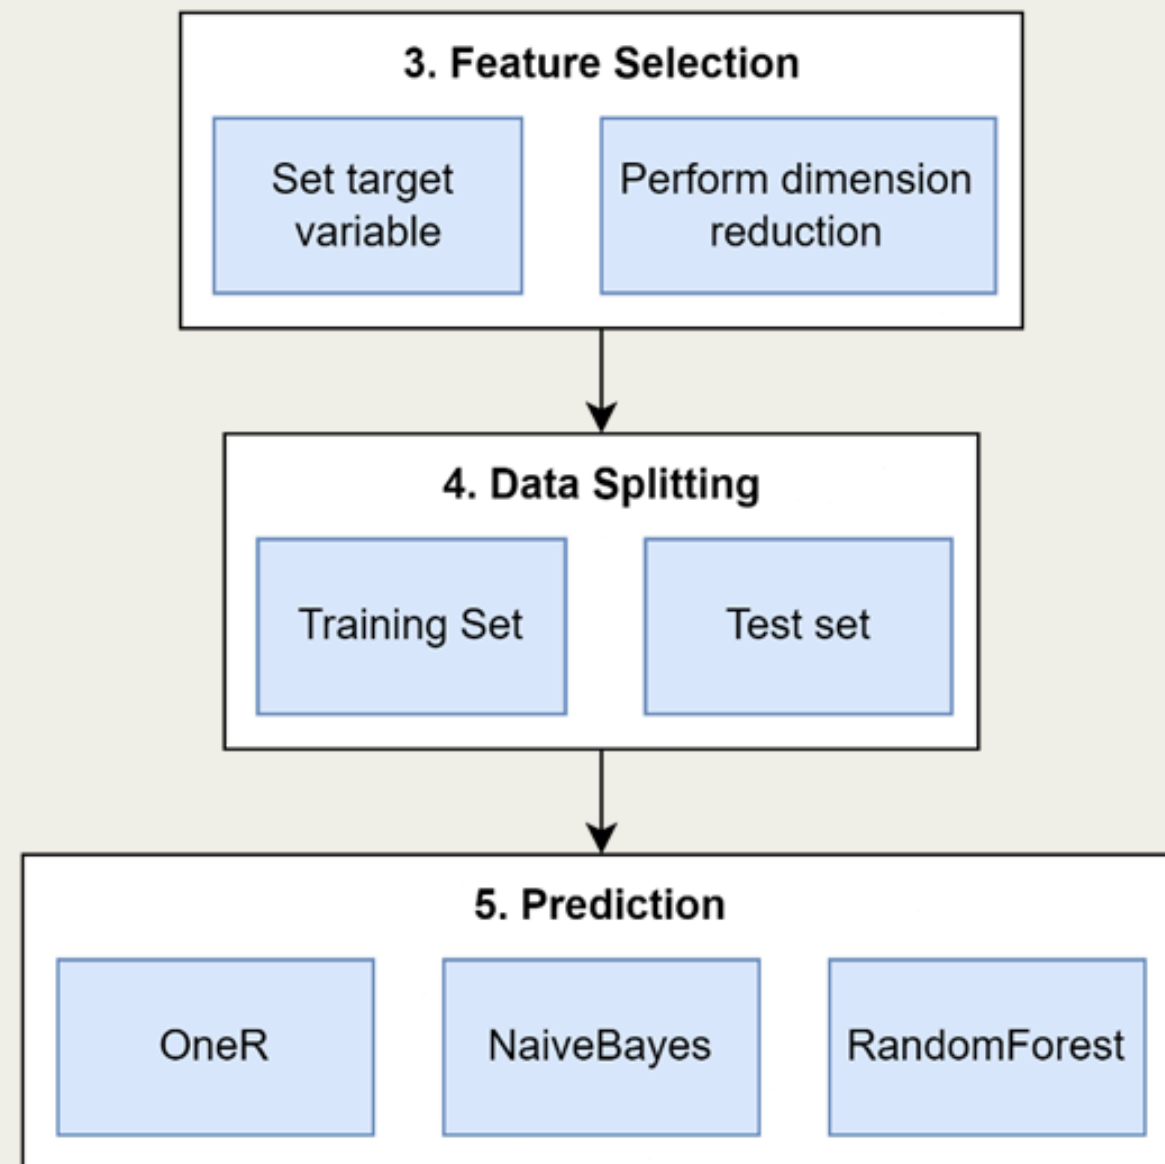 3. Feature Selection
Set target
variable
Perform dimension
reduction
4. Data Splitting
Training Set
Test set
5. Prediction
OneR
NaiveBayes
RandomForest